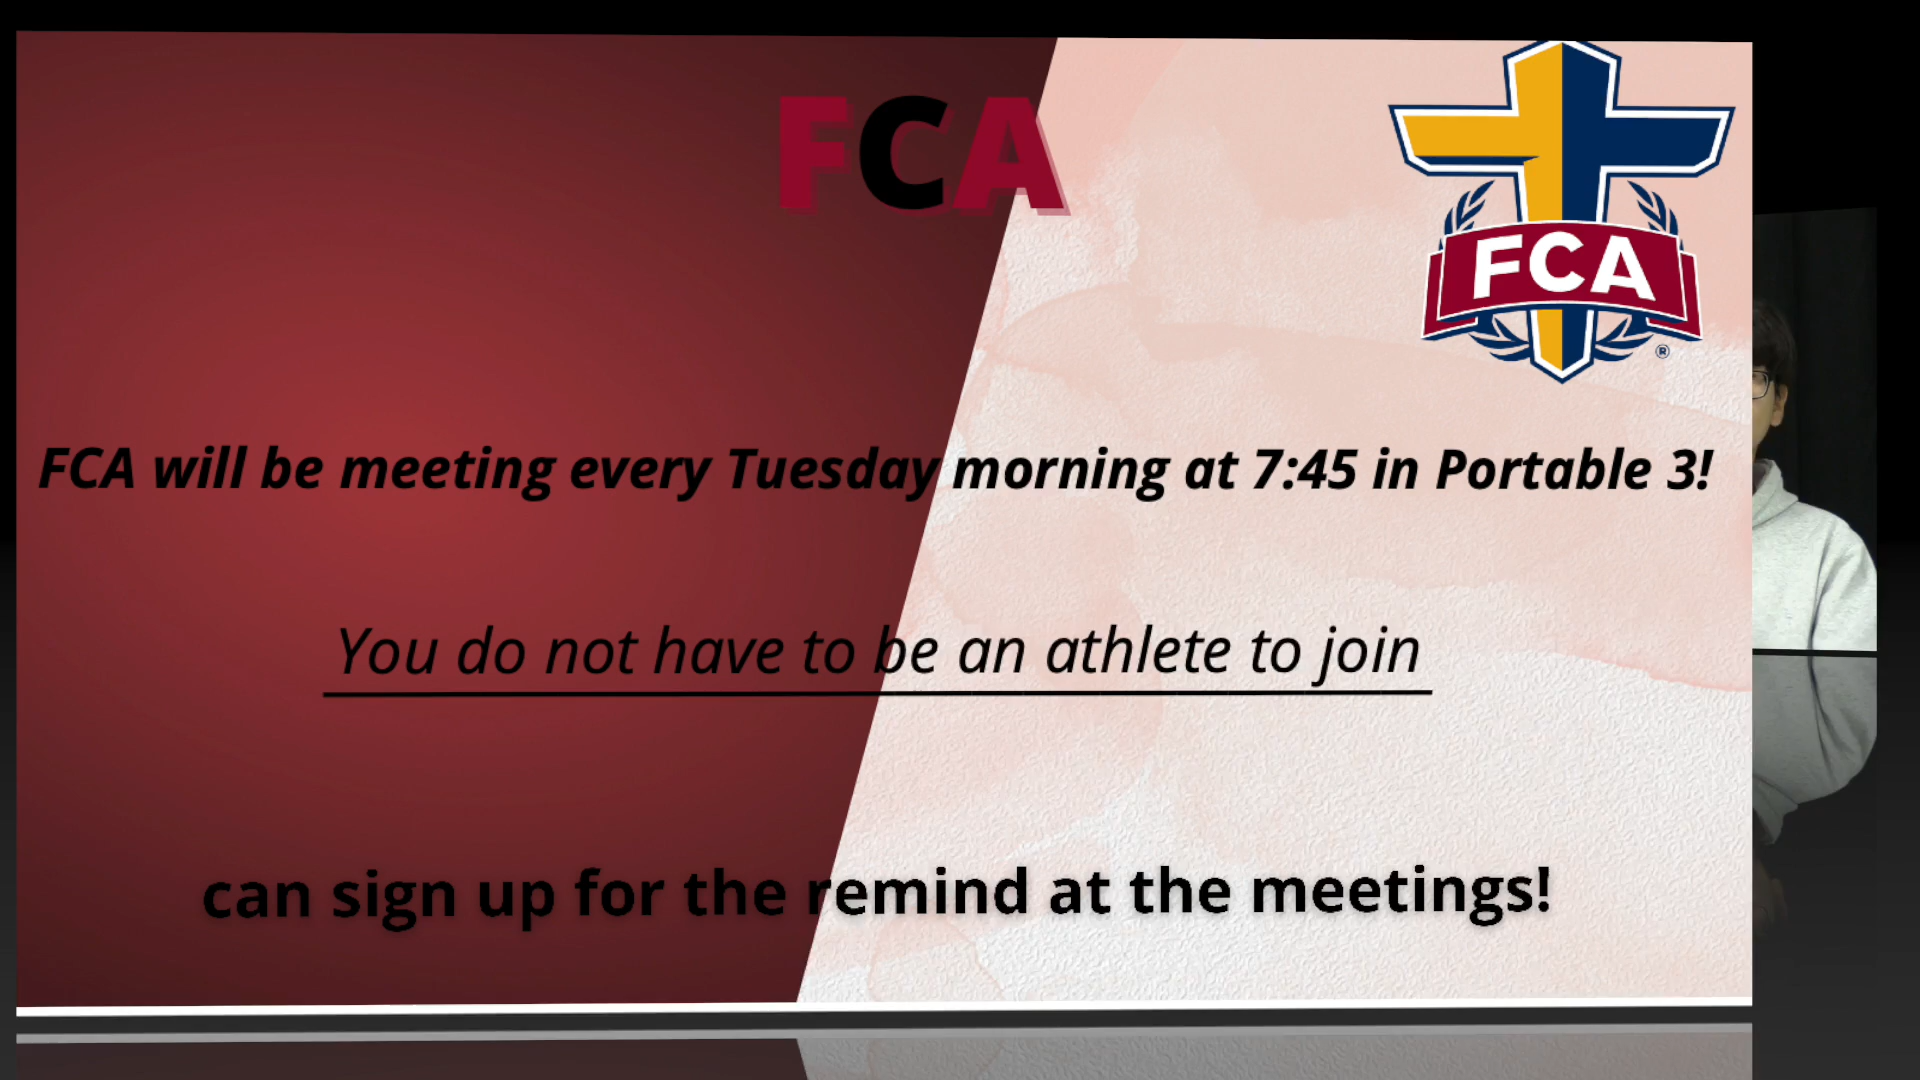 FCA
FCA
®
FCA will be meeting every Tuesday morning at 7:45 in Portable 3!
You do not have to be an athlete to join
can sign up for the remind at the meetings!